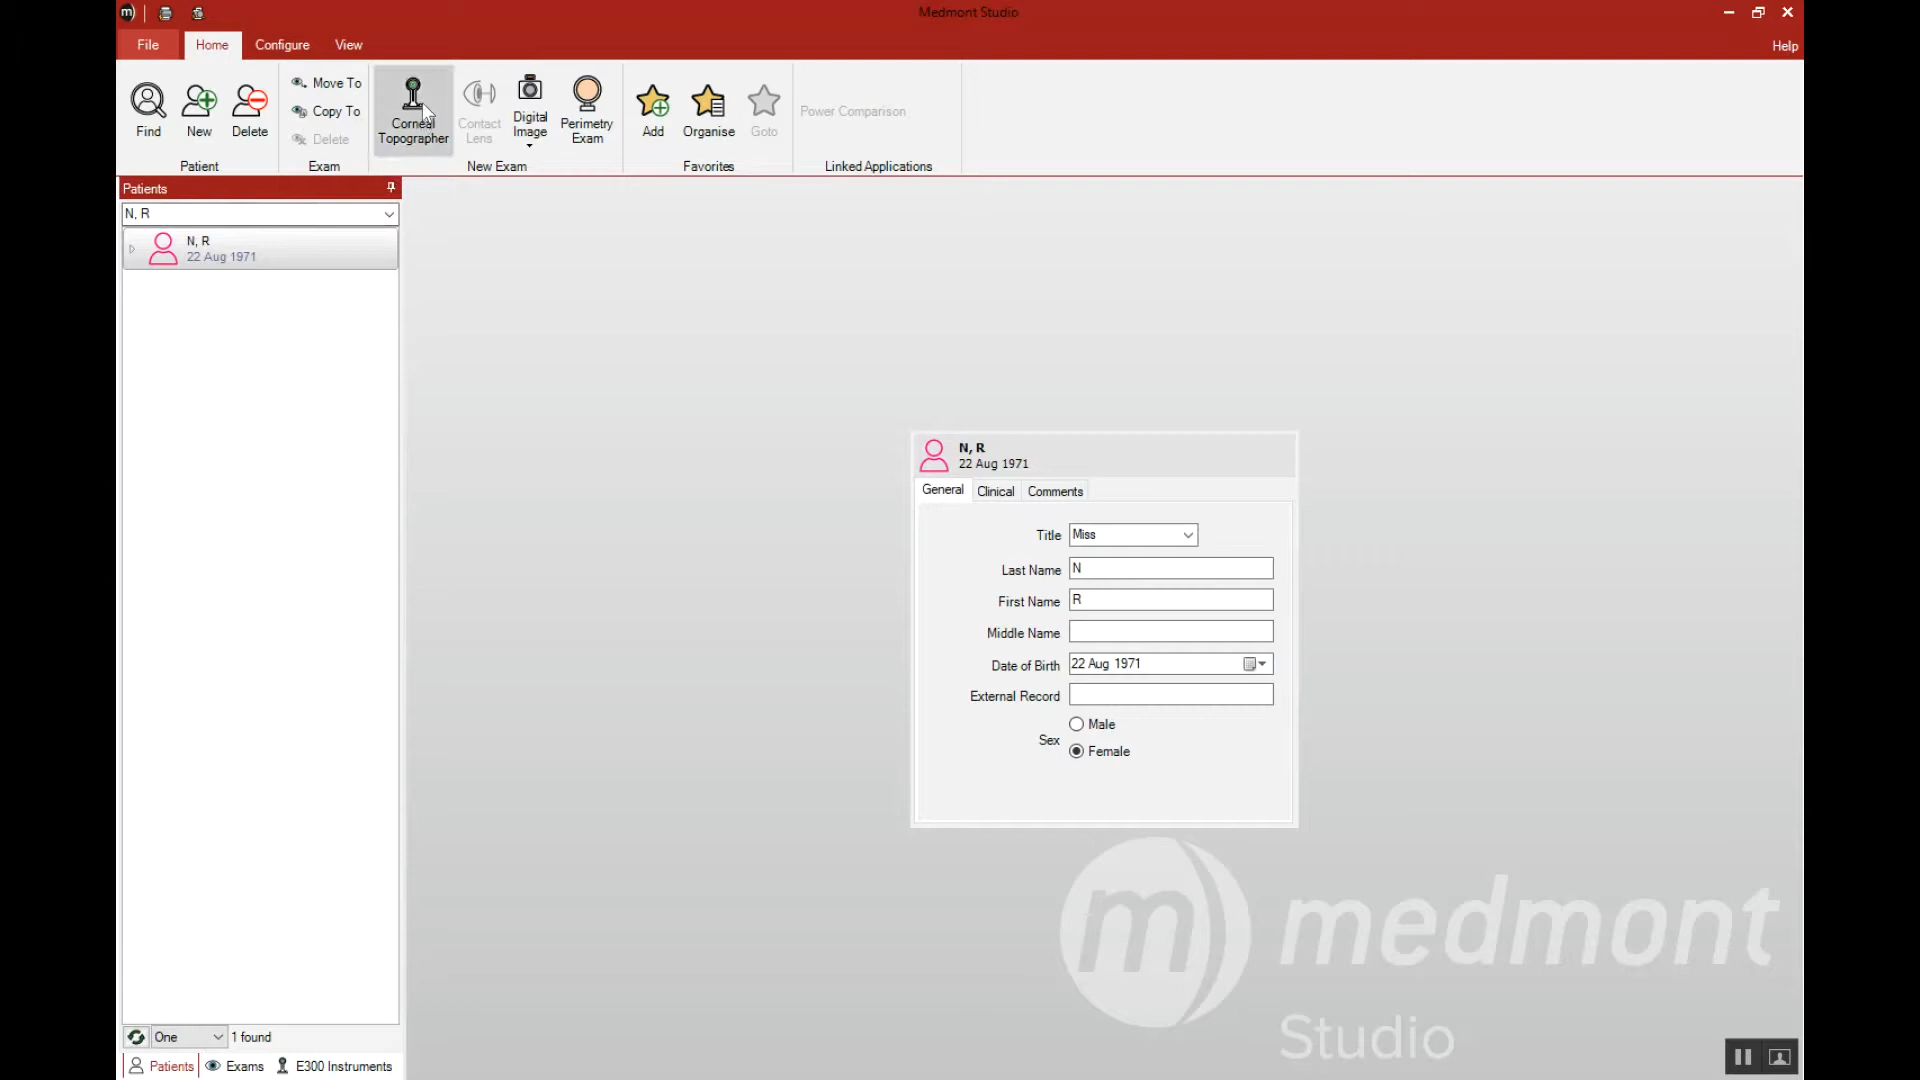 m
Medmont Studio
File Home Configure View Help
Find New Delete
Patient
Move To
Copy To
Delete
Exam
Corneal Topographer
Contact Lens
Digital Image
Perimetry Exam
New Exam
Add Organise Goto
Favorites
Power Comparison
Linked Applications
Patients
N, R
N, R
22 Aug 1971
N, R
22 Aug 1971
General Clinical Comments
Title Miss
Last Name N
First Name R
Middle Name
Date of Birth 22 Aug 1971
External Record
Sex
Male
Female
m medmont
Studio
One 1 found
Patients Exams E300 Instruments